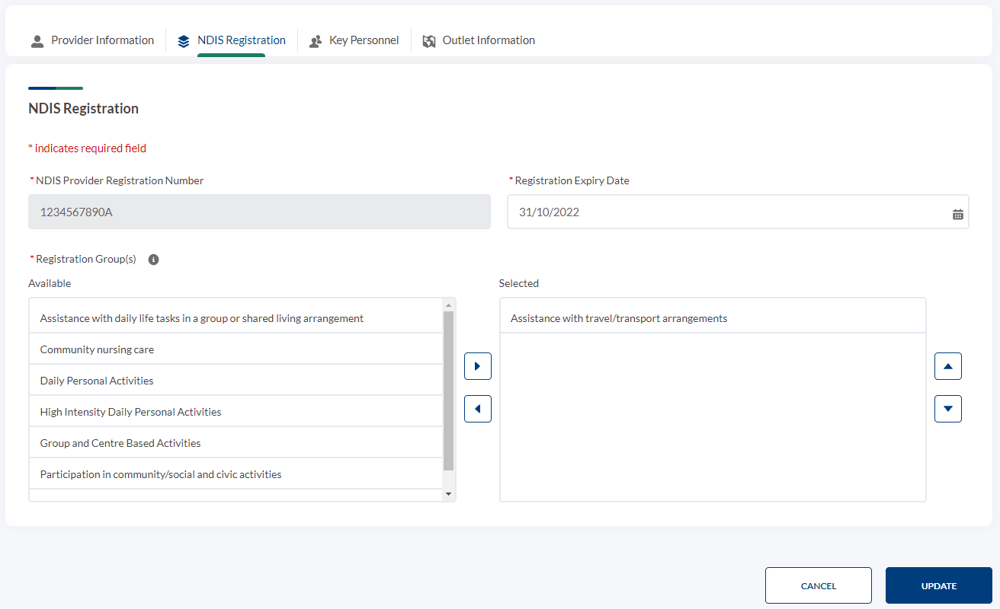 Provider Information
NDIS Registration
Key Personnel
Outlet Information
NDIS Registration
* indicates required field
* NDIS Provider Registration Number
* Registration Expiry Date
1234567890A
31/10/2022
* Registration Group(s)
Available
Selected
Assistance with daily life tasks in a group or shared living arrangement
Assistance with travel/transport arrangements
Community nursing care
Daily Personal Activities
High Intensity Daily Personal Activities
Group and Centre Based Activities
Participation in community/social and civic activities
CANCEL
UPDATE